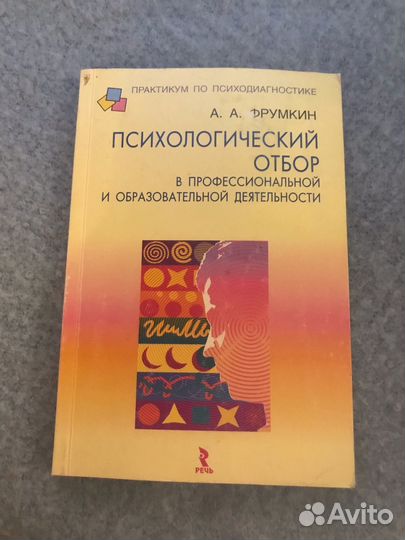 ПРАКТИКУМ ПО ПСИХОДИАГНОСТИКЕ
А. А. ФРУМКИН
ПСИХОЛОГИЧЕСКИЙ
ОТБОР
В ПРОФЕССИОНАЛЬНОЙ
И ОБРАЗОВАТЕЛЬНОЙ ДЕЯТЕЛЬНОСТИ
РЕЧЬ
Avito